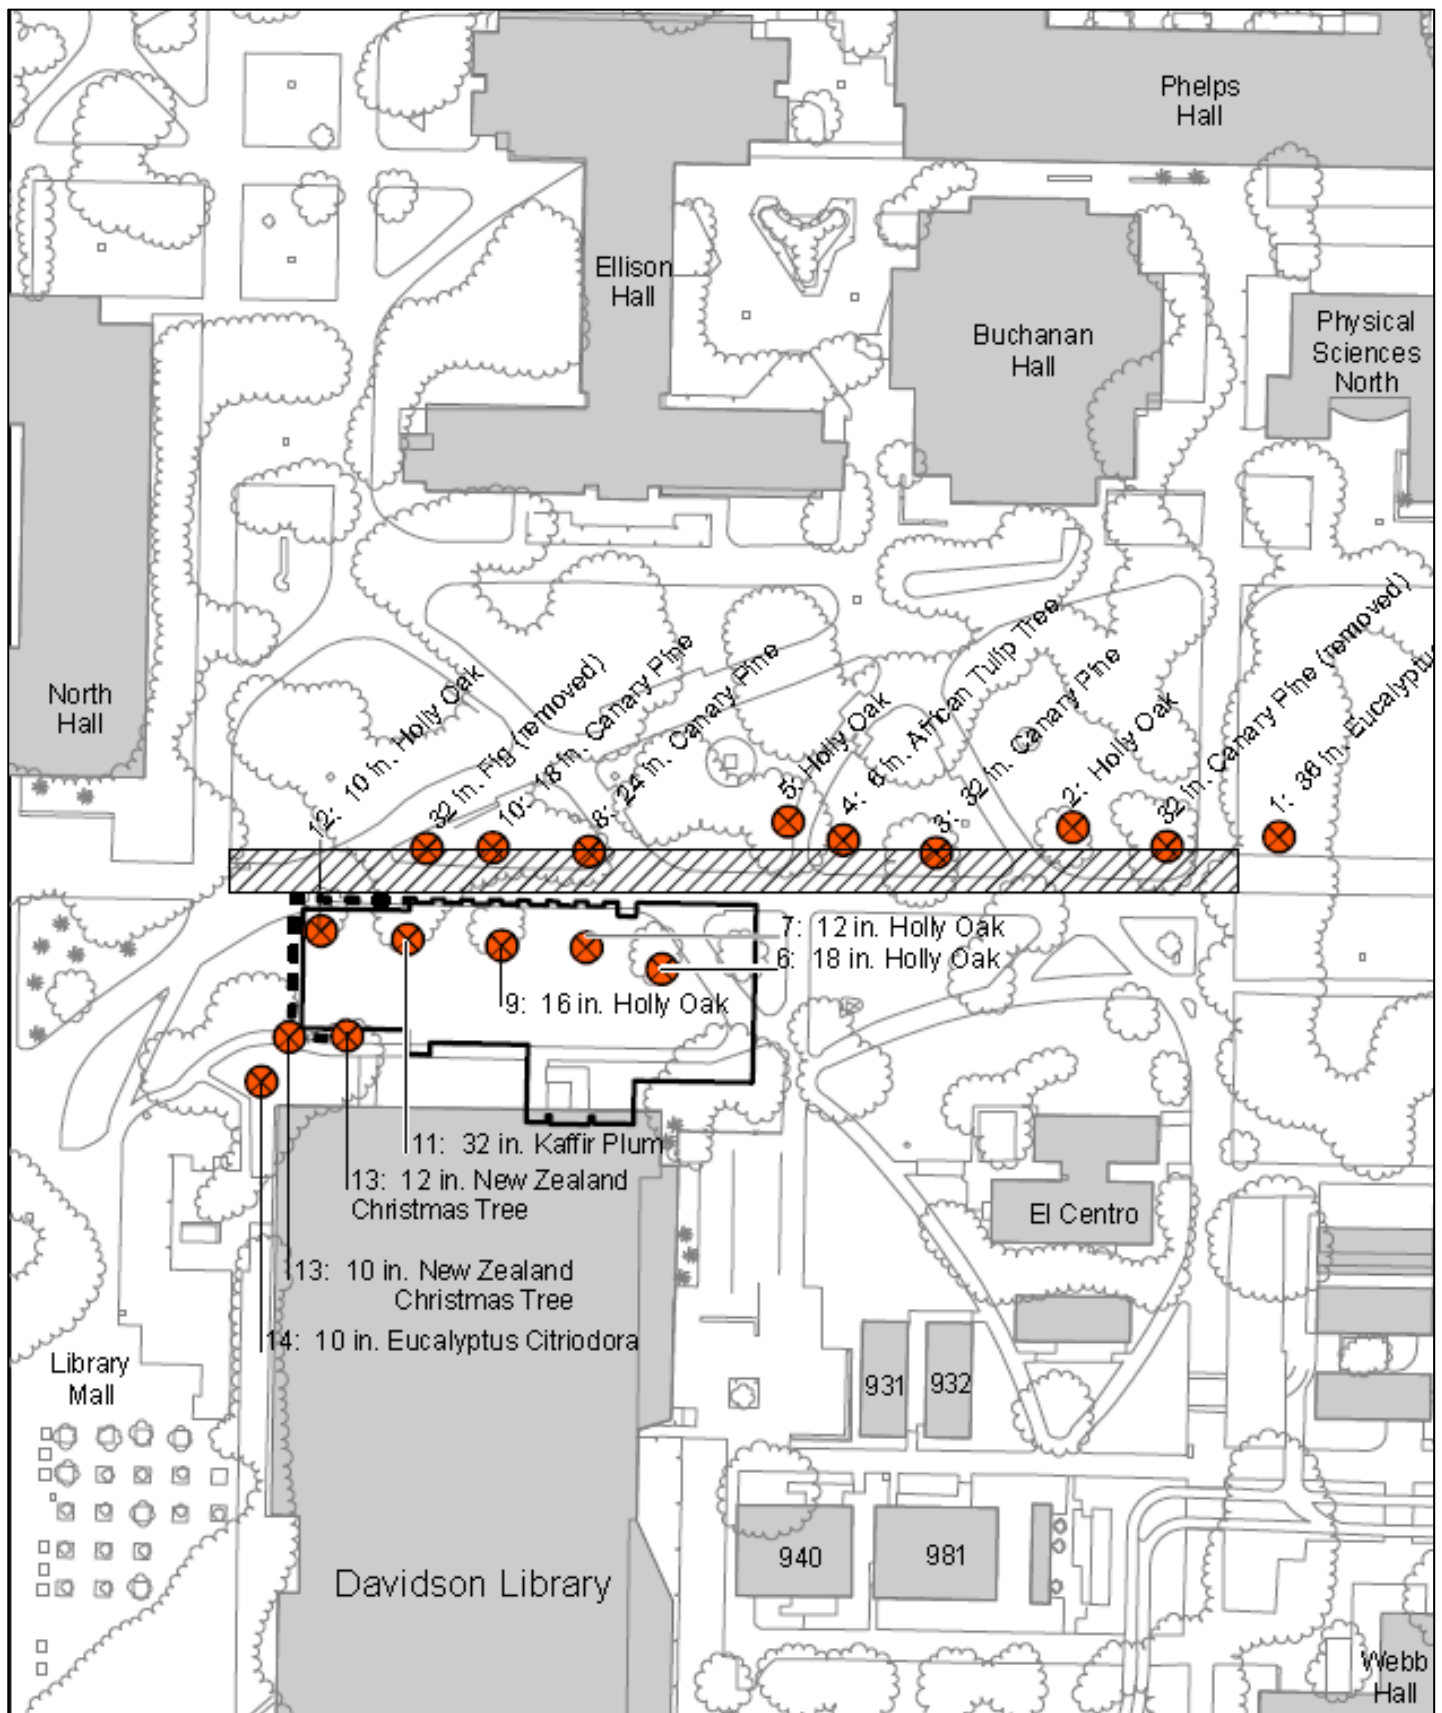 Phelps
Hall
Ellison
Hall
Buchanan
Hall
Physical
Sciences
North
North
Hall
12: 10 in. Holly Oak
32 in. Fig (removed)
10: 18 in. Canary Pine
8: 24 in. Canary Pine
5: Holly Oak
4: 6 in. African Tulip Tree
3: 32 in. Canary Pine
2: Holly Oak
32 in. Canary Pine (removed)
1: 36 in. Eucalyptu
7: 12 in. Holly Oak
6: 18 in. Holly Oak
9: 16 in. Holly Oak
11: 32 in. Kaffir Plum
13: 12 in. New Zealand
Christmas Tree
El Centro
13: 10 in. New Zealand
Christmas Tree
14: 10 in. Eucalyptus Citriodora
Library
Mall
931
932
940
981
Davidson Library
Webb
Hall